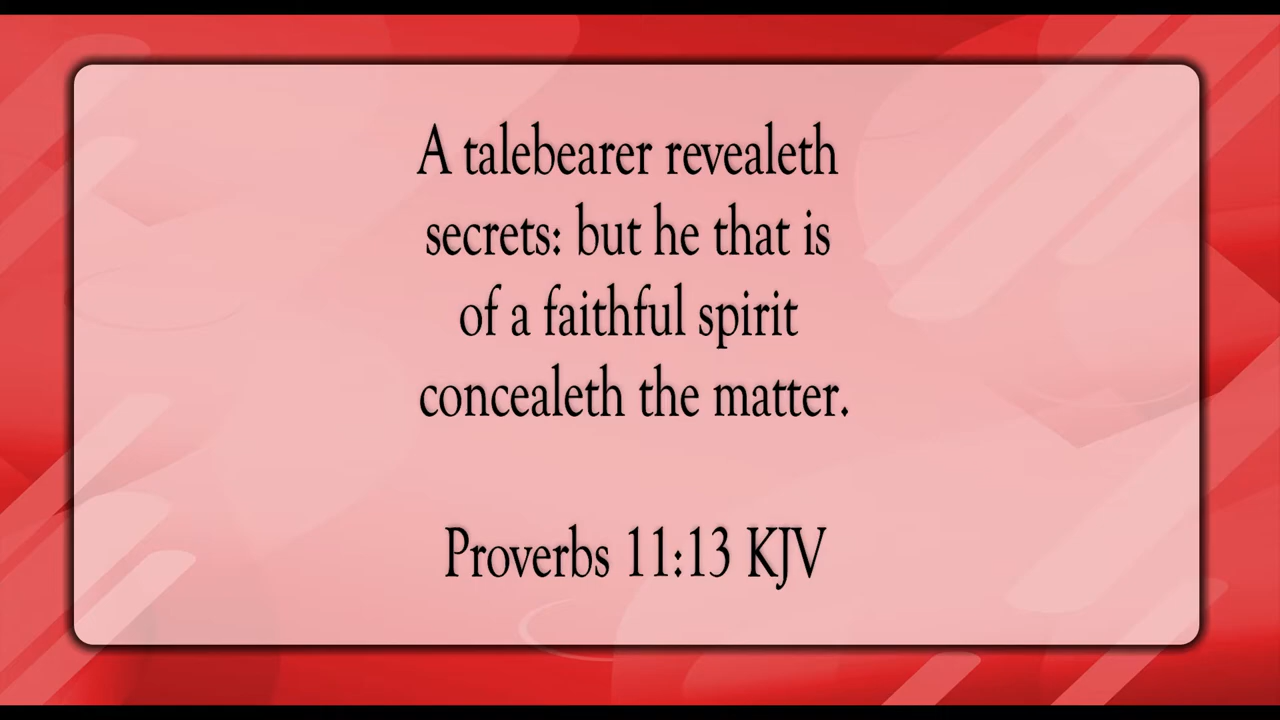 A talebearer revealeth
secrets: but he that is
of a faithful spirit
concealeth the matter.
Proverbs 11:13 KJV